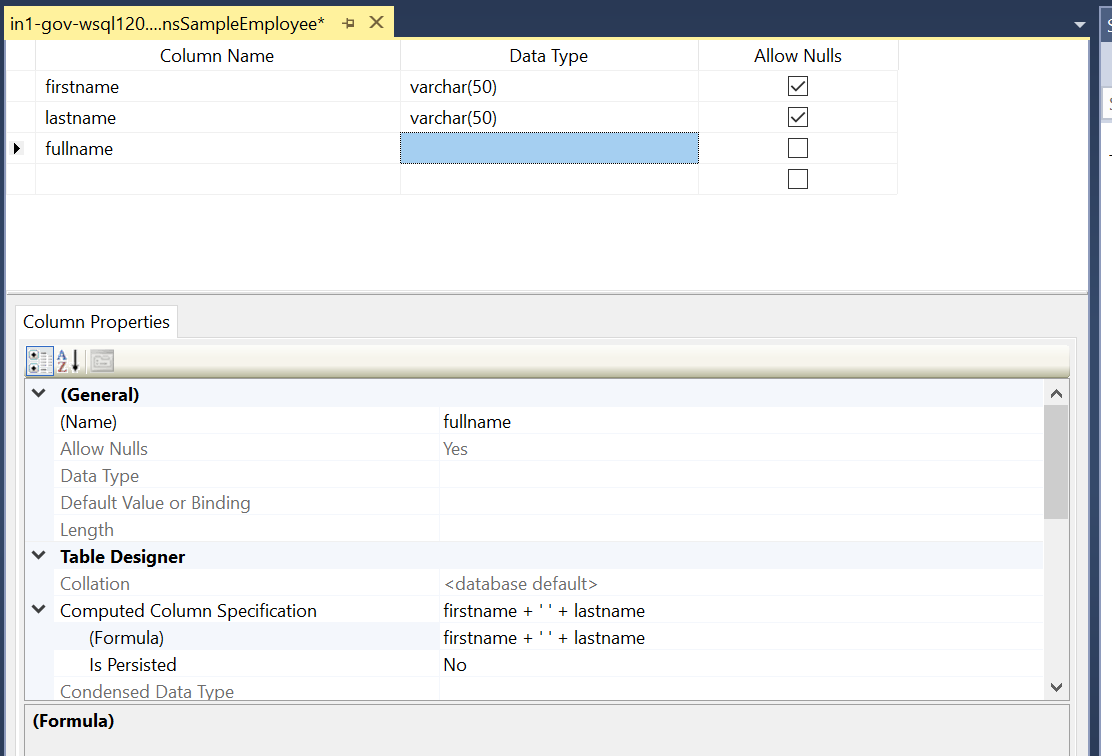 in1-gov-wsql120....nsSampleEmployee*
Column Name Data Type Allow Nulls
firstname varchar(50)
lastname varchar(50)
fullname
Column Properties
(General)
(Name) fullname
Allow Nulls Yes
Data Type
Default Value or Binding
Length
Table Designer
Collation <database default>
Computed Column Specification firstname + ' ' + lastname
(Formula) firstname + ' ' + lastname
Is Persisted No
Condensed Data Type
(Formula)